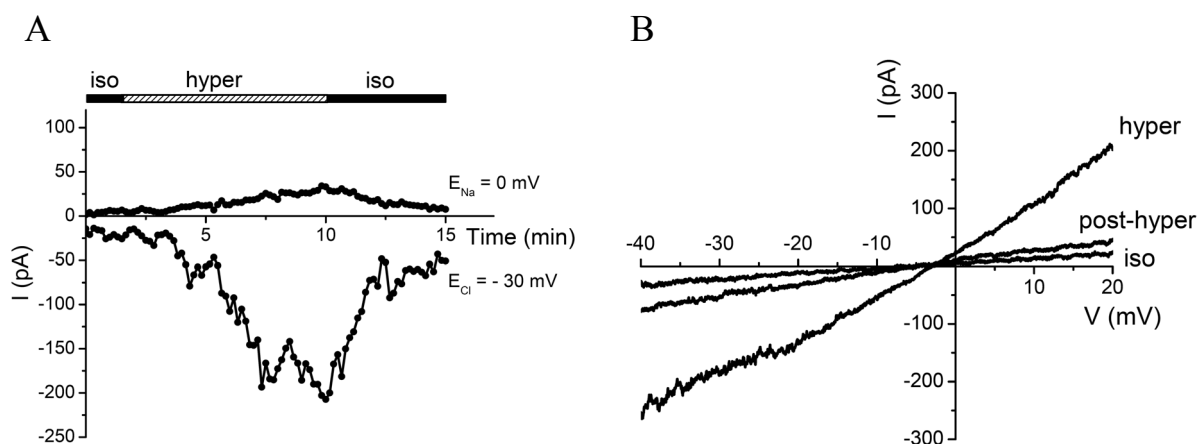 A
iso hyper iso
100
50
0
-50
-100
-150
-200
-250
I (pA)
5 10 15
Time (min)
E_Na = 0 mV
E_Cl = - 30 mV
B
I (pA)
300
200
100
-100
-200
-300
-40 -30 -20 -10 10 20
V (mV)
hyper
post-hyper
iso